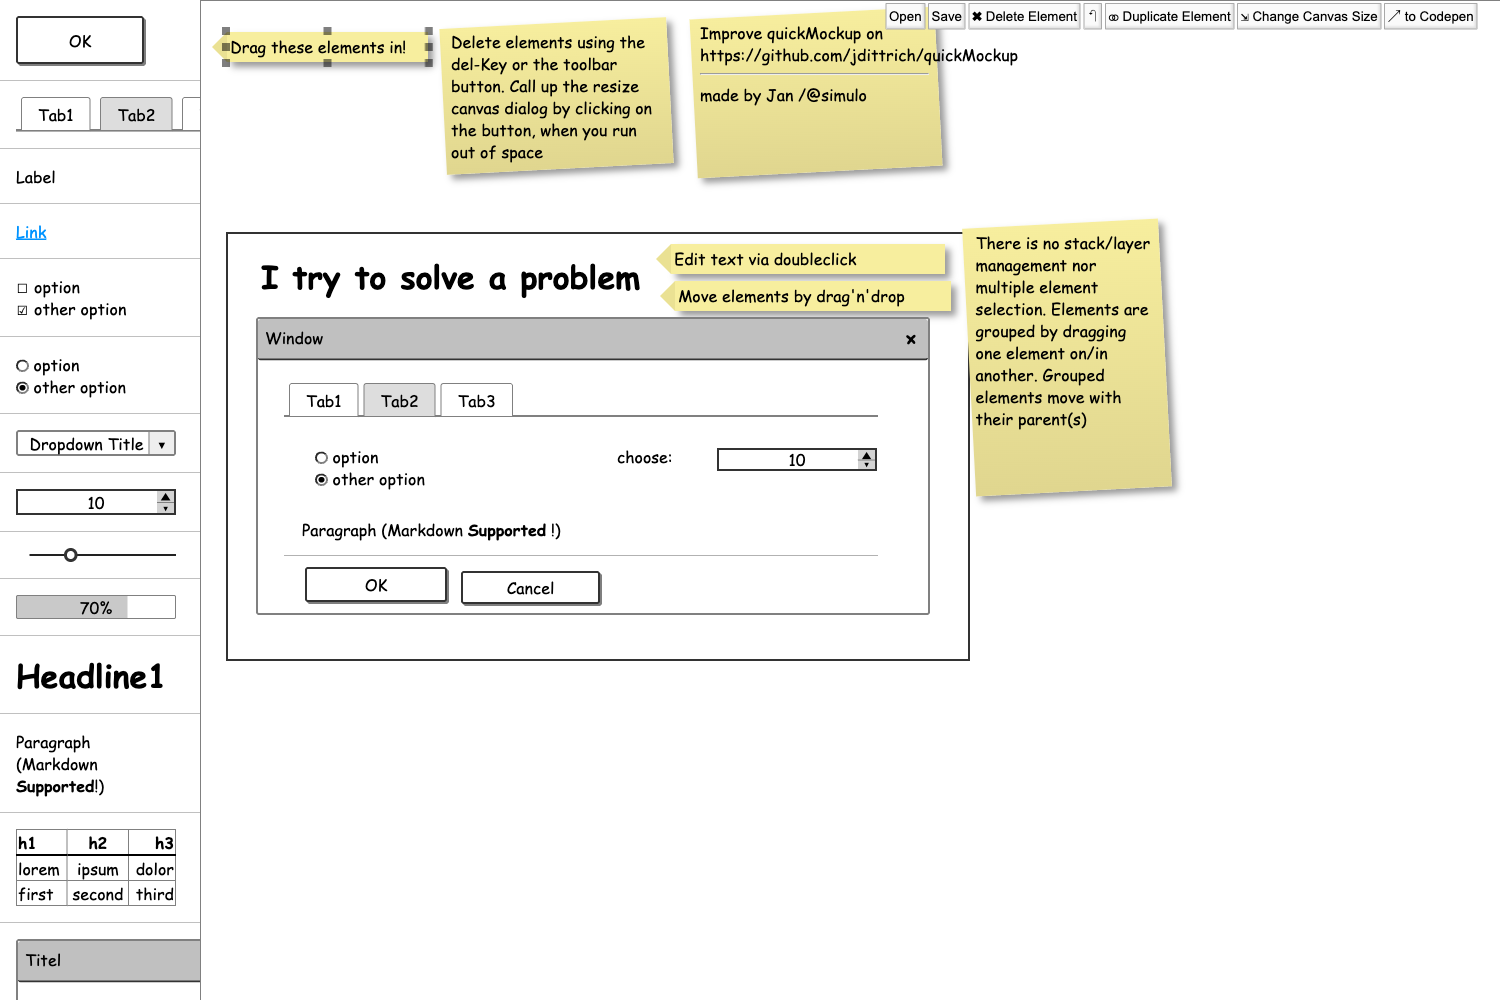 Open
Save
✖ Delete Element
Duplicate Element
Change Canvas Size
to Codepen
OK
Tab1
Tab2
Label
Link
option
other option
option
other option
Dropdown Title
10
70%
Headline1
Paragraph
(Markdown
Supported!)
h1 h2 h3
lorem ipsum dolor
first second third
Titel
Drag these elements in!
Delete elements using the
del-Key or the toolbar
button. Call up the resize
canvas dialog by clicking on
the button, when you run
out of space
Improve quickMockup on
https://github.com/jdittrich/quickMockup
made by Jan /@simulo
I try to solve a problem
Edit text via doubleclick
Move elements by drag'n'drop
There is no stack/layer
management nor
multiple element
selection. Elements are
grouped by dragging
one element on/in
another. Grouped
elements move with
their parent(s)
Window
Tab1
Tab2
Tab3
option
other option
choose:
10
Paragraph (Markdown Supported !)
OK
Cancel